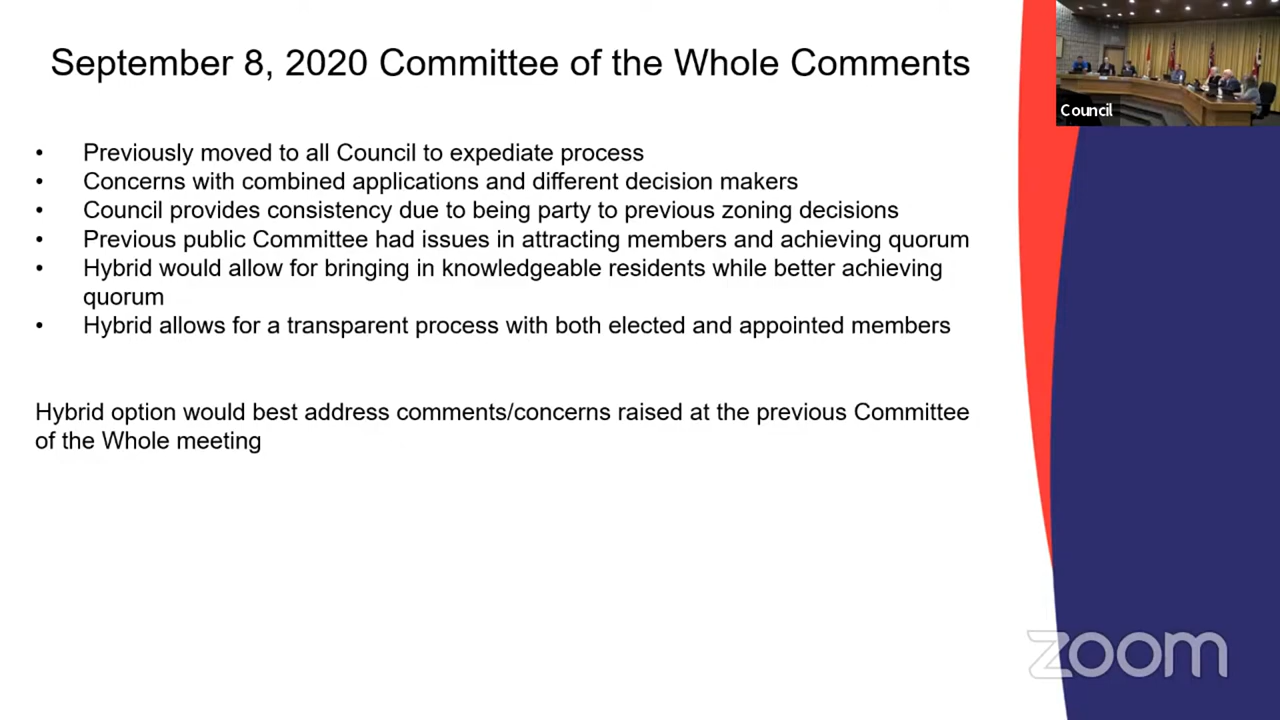 September 8, 2020 Committee of the Whole Comments
Council
• Previously moved to all Council to expediate process
• Concerns with combined applications and different decision makers
• Council provides consistency due to being party to previous zoning decisions
• Previous public Committee had issues in attracting members and achieving quorum
• Hybrid would allow for bringing in knowledgeable residents while better achieving
quorum
• Hybrid allows for a transparent process with both elected and appointed members
Hybrid option would best address comments/concerns raised at the previous Committee
of the Whole meeting
zoom